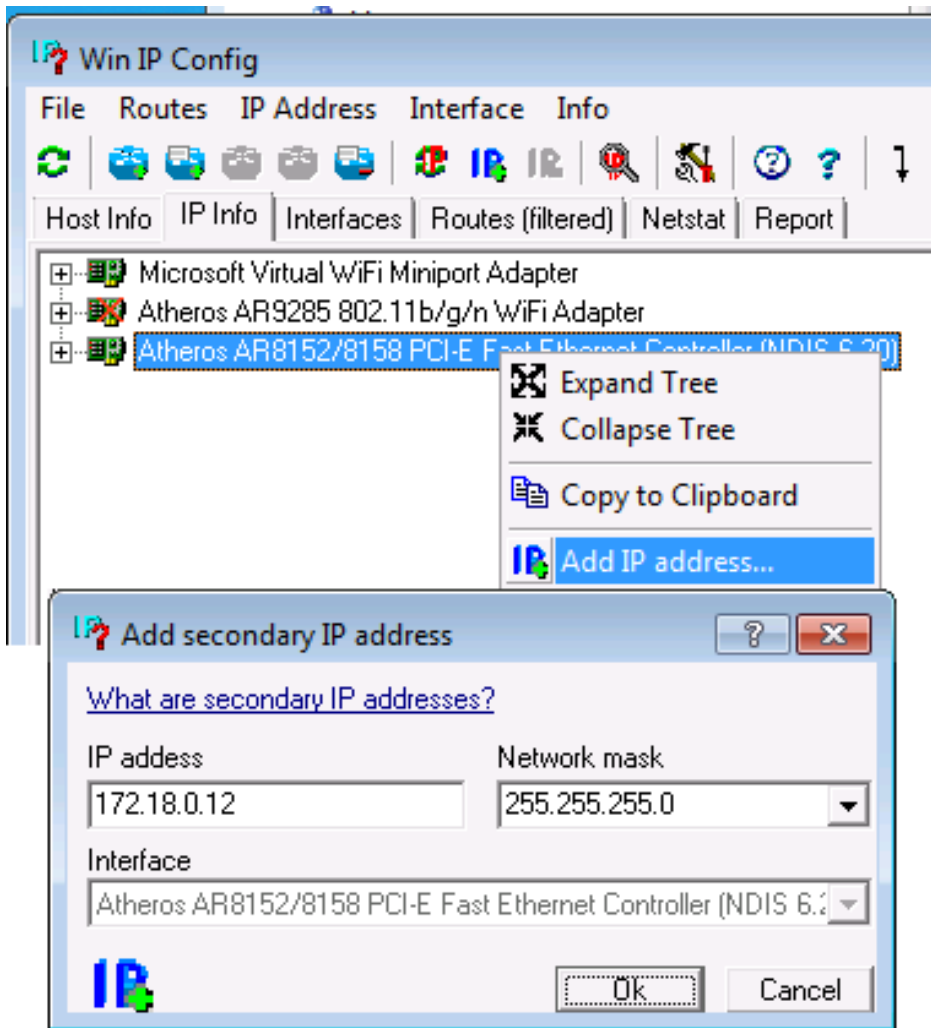 Win IP Config
File Routes IP Address Interface Info
Host Info IP Info Interfaces Routes (filtered) Netstat Report
Microsoft Virtual WiFi Miniport Adapter
Atheros AR9285 802.11b/g/n WiFi Adapter
Atheros AR8152/8158 PCI-E Fast Ethernet Controller (NDIS 6.20)
Expand Tree
Collapse Tree
Copy to Clipboard
IP Add IP address...
Add secondary IP address
What are secondary IP addresses?
IP addess Network mask
172.18.0.12 255.255.255.0
Interface
Atheros AR8152/8158 PCI-E Fast Ethernet Controller (NDIS 6.2
IP Ok Cancel